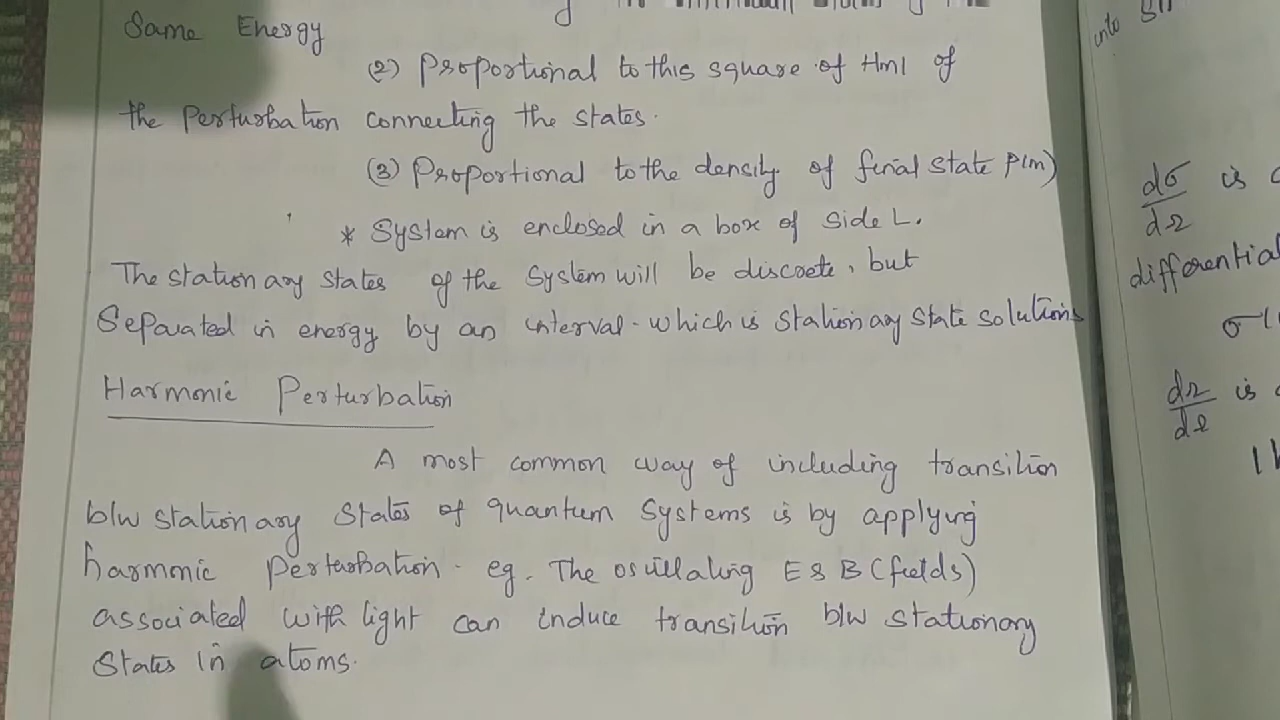 Same Energy
(2) Proportional to this square of Hml of
the Perturbation connecting the states.
(3) Proportional to the density of final state P(m)
* System is enclosed in a box of side L.
The stationary states of the system will be discrete, but
Separated in energy by an interval. which is stationary state solutions
Harmonic Perturbation
A most common way of including transition
b/w stationary states of quantum systems is by applying
harmonic perturbation. eg. The oscillating E & B (fields)
associated with light can induce transition b/w stationary
states in atoms.
into
dσ/dΩ is
differential
is